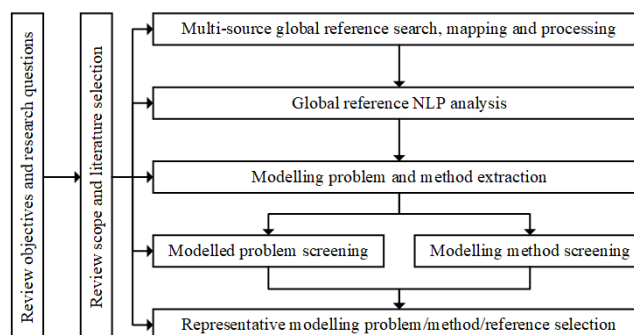 Review objectives and research questions
Review scope and literature selection
Multi-source global reference search, mapping and processing
Global reference NLP analysis
Modelling problem and method extraction
Modelled problem screening
Modelling method screening
Representative modelling problem/method/reference selection